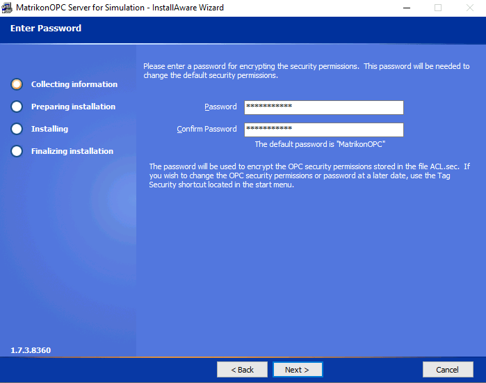 MatrikonOPC Server for Simulation - InstallAware Wizard
Enter Password
Collecting information
Preparing installation
Installing
Finalizing installation
Please enter a password for encrypting the security permissions. This password will be needed to
change the default security permissions.
Password ***********
Confirm Password ***********
The default password is "MatrikonOPC"
The password will be used to encrypt the OPC security permissions stored in the file ACL.sec. If
you wish to change the OPC security permissions or password at a later date, use the Tag
Security shortcut located in the start menu.
1.7.3.8360
< Back Next > Cancel